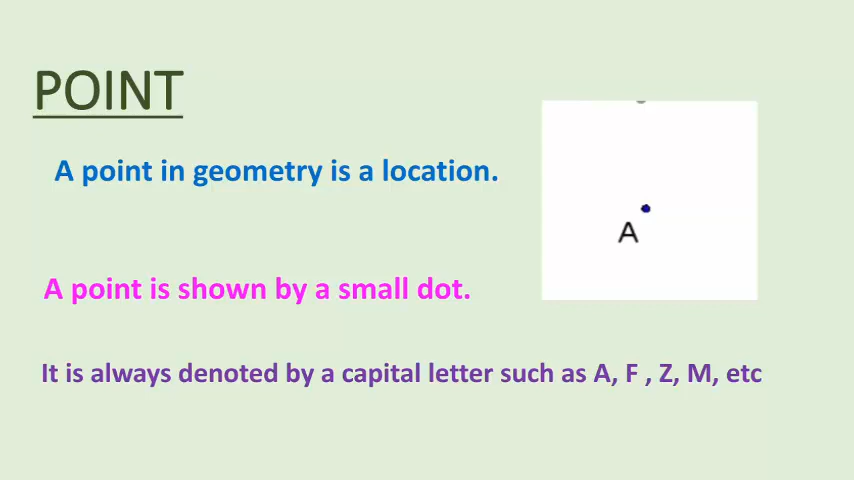 POINT
A point in geometry is a location.
A
A point is shown by a small dot.
It is always denoted by a capital letter such as A, F , Z, M, etc